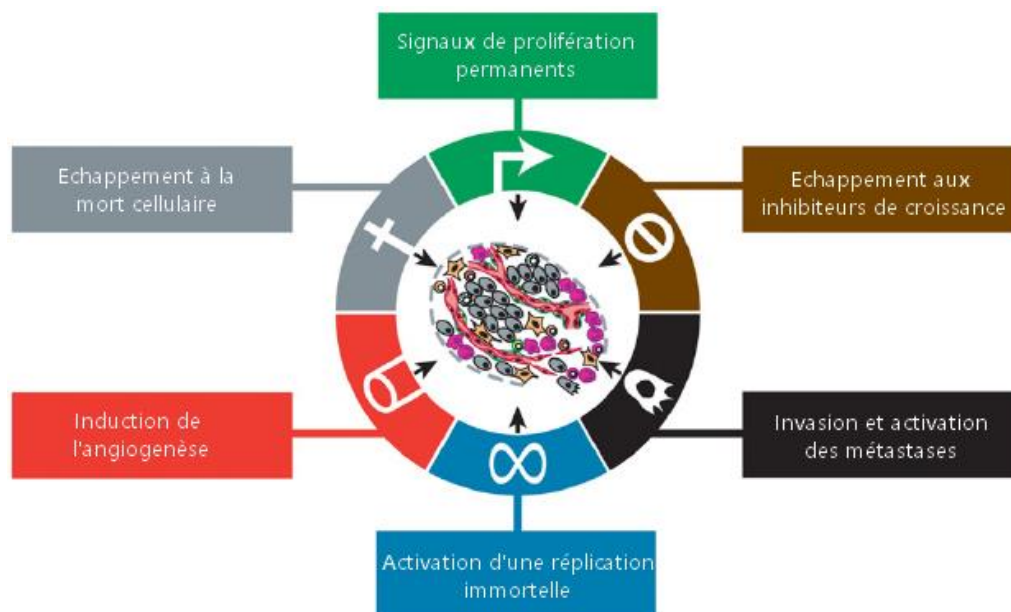 Signaux de prolifération
permanents
Echappement à la
mort cellulaire
Echappement aux
inhibiteurs de croissance
Induction de
l'angiogenèse
Invasion et activation
des métastases
Activation d'une réplication
immortelle